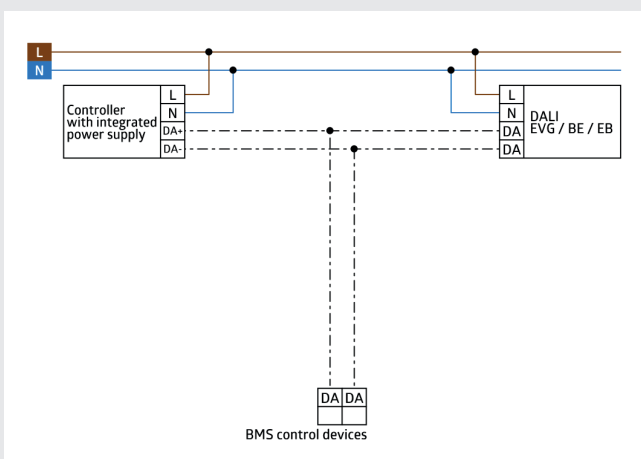 L
N
Controller
with integrated
power supply
L
N
DA+
DA-
L
N
DA
DA
DALI
EVG / BE / EB
DA DA
BMS control devices